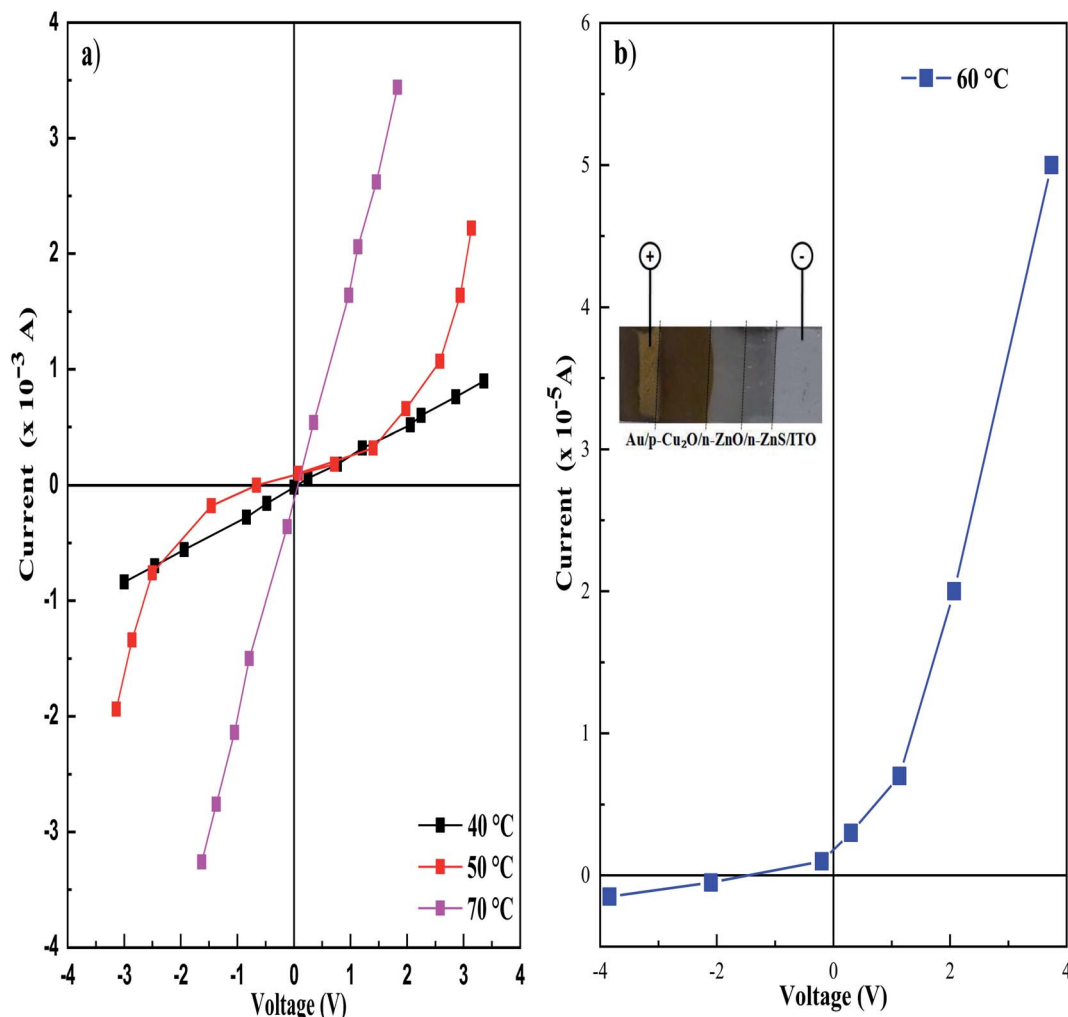 a)
4
3
2
1
0
-1
-2
-3
-4
Current (x 10⁻³ A)
-4 -3 -2 -1 0 1 2 3 4
Voltage (V)
40 °C
50 °C
70 °C
b)
60 °C
6
5
4
3
2
1
0
Current (x 10⁻⁵A)
+ -
Au/p-Cu₂O/n-ZnO/n-ZnS/ITO
-4 -2 0 2 4
Voltage (V)